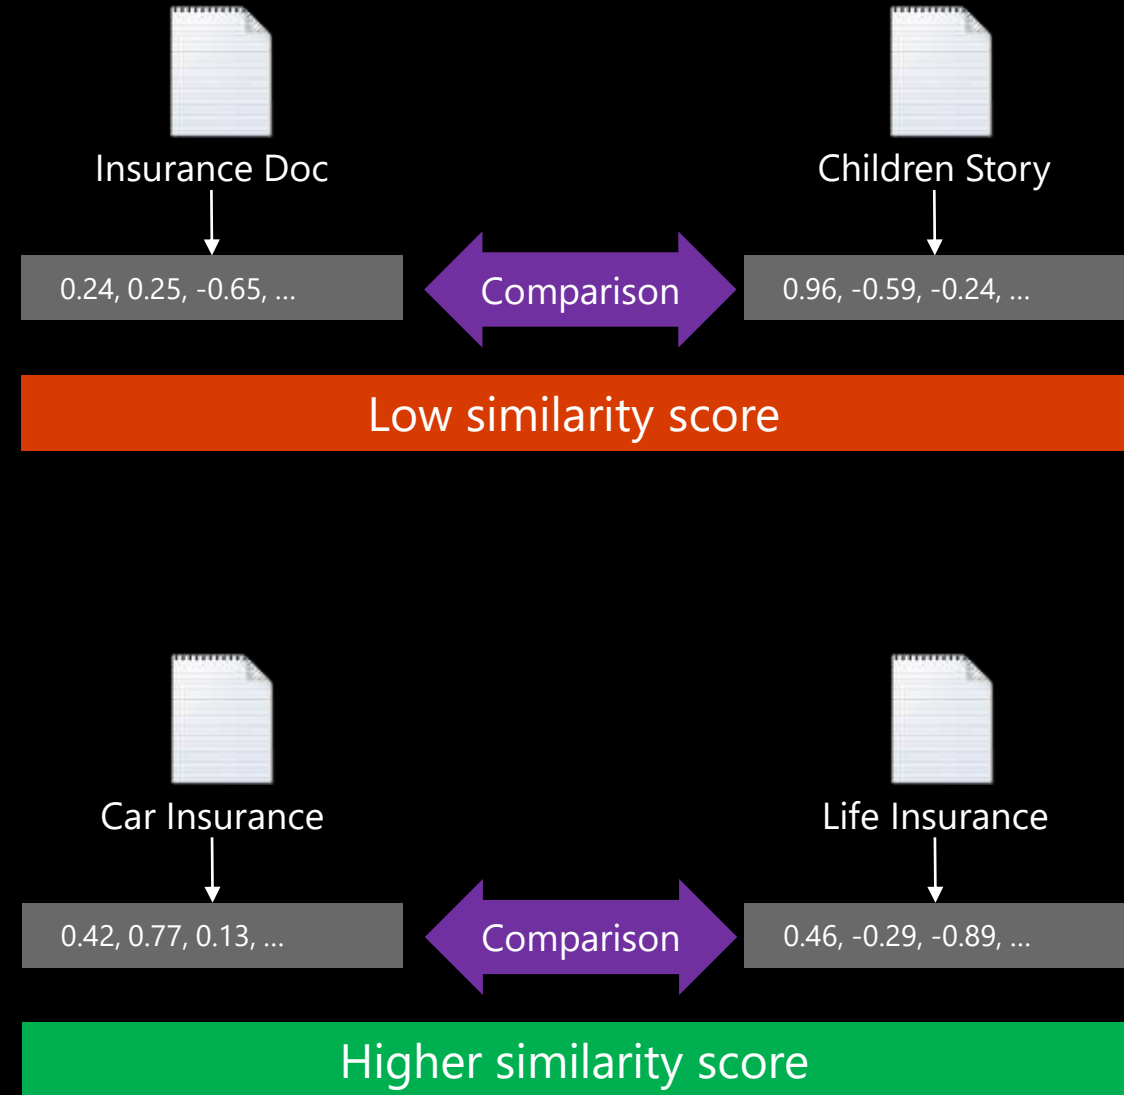 Insurance Doc
Children Story
0.24, 0.25, -0.65, ...
Comparison
0.96, -0.59, -0.24, ...
Low similarity score
Car Insurance
Life Insurance
0.42, 0.77, 0.13, ...
Comparison
0.46, -0.29, -0.89, ...
Higher similarity score